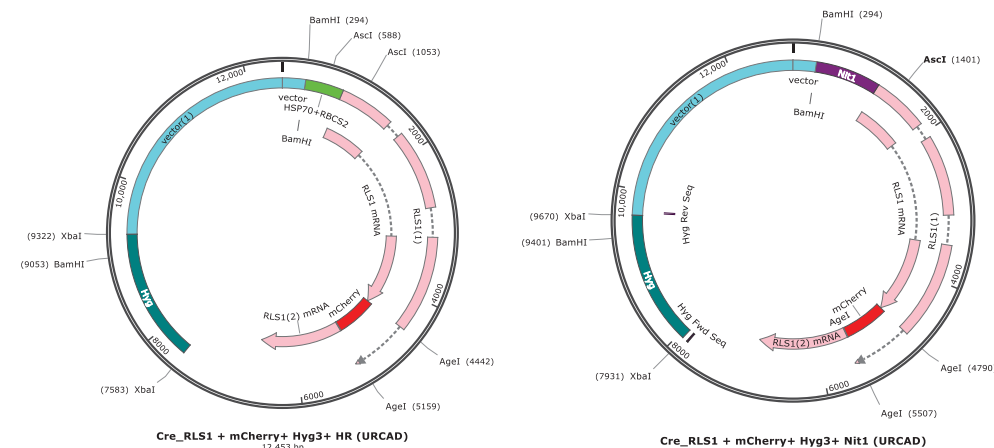 BamHI (294)
AscI (588)
AscI (1053)
12,000
vector
HSP70+RBCS2
BamHI
vector(1)
2000
10,000
RLS1 mRNA
RLS1(1)
(9322) XbaI
(9053) BamHI
Hyg
4000
RLS1(2) mRNA
mCherry
8000
AgeI (4442)
(7583) XbaI
6000
AgeI (5159)
Cre_RLS1 + mCherry+ Hyg3+ HR (URCAD)
12,453 bp
BamHI (294)
AscI (1401)
12,000
vector
Nit1
BamHI
vector(1)
2000
10,000
RLS1 mRNA
RLS1(1)
Hyg Rev Seq
(9670) XbaI
(9401) BamHI
Hyg
4000
mCherry
AgeI
Hyg Fwd Seq
RLS1(2) mRNA
8000
AgeI (4790
(7931) XbaI
6000
AgeI (5507)
Cre_RLS1 + mCherry+ Hyg3+ Nit1 (URCAD)